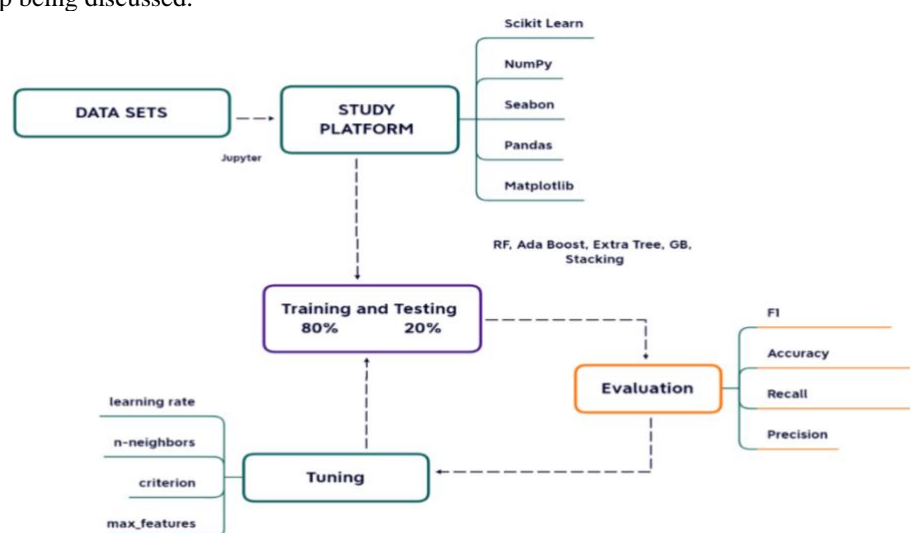 p being discussed.
Scikit Learn
NumPy
Seabon
Pandas
Matplotlib
DATA SETS
STUDY
PLATFORM
Jupyter
RF, Ada Boost, Extra Tree, GB,
Stacking
Training and Testing
80% 20%
Evaluation
F1
Accuracy
Recall
Precision
Tuning
learning rate
n-neighbors
criterion
max_features